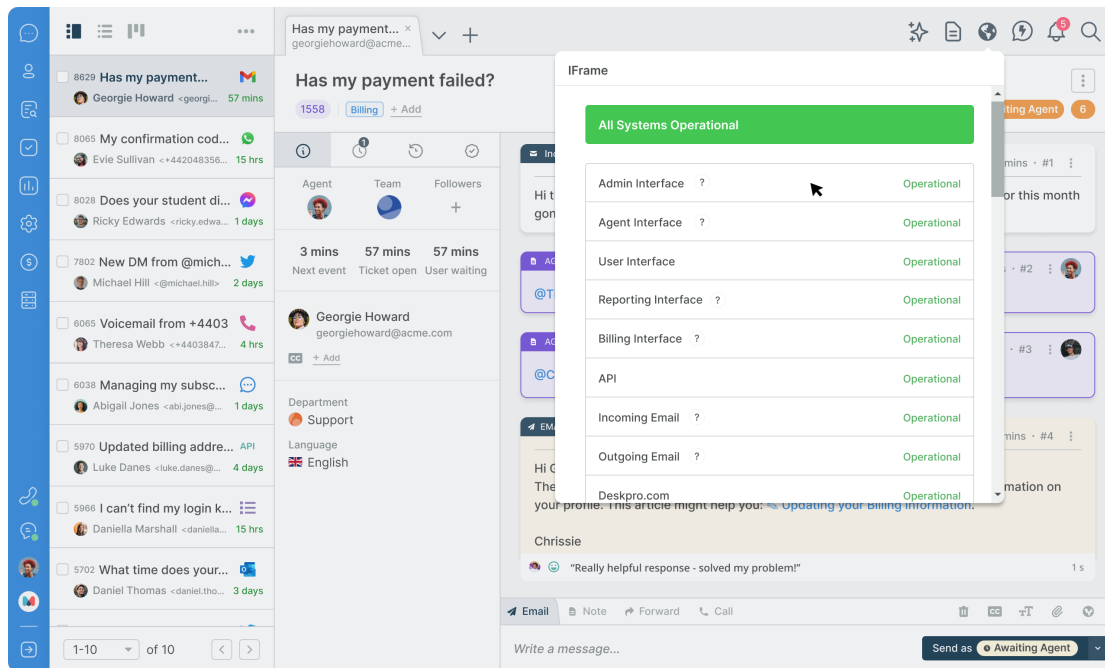 Has my payment... ×
georgiehoward@acme...
5
8629 Has my payment...
Georgie Howard <georgi... 57 mins
8065 My confirmation cod...
Evie Sullivan <+442048356... 15 hrs
8028 Does your student di...
Ricky Edwards <ricky.edwa... 1 days
7802 New DM from @mich...
Michael Hill <@michael.hill> 2 days
6065 Voicemail from +4403
Theresa Webb <+4403847... 4 hrs
6038 Managing my subsc...
Abigail Jones <abi.jones@... 1 days
5970 Updated billing addre... API
Luke Danes <luke.danes@... 4 days
5966 I can't find my login k...
Daniella Marshall <daniella... 15 hrs
5702 What time does your...
Daniel Thomas <daniel.tho... 3 days
1-10 of 10
Has my payment failed?
1558 Billing + Add
1
Agent Team Followers
3 mins 57 mins 57 mins
Next event Ticket open User waiting
Georgie Howard
georgiehoward@acme.com
CC + Add
Department
Support
Language
English
IFrame
All Systems Operational
Admin Interface ? Operational
Agent Interface ? Operational
User Interface Operational
Reporting Interface ? Operational
Billing Interface ? Operational
API Operational
Incoming Email ? Operational
Outgoing Email ? Operational
Deskpro.com Operational
iting Agent 6
mins · #1
Hi t
or this month
gon
· #2
@Ti
· #3
@C
mins · #4
Hi G
The
mation on
your profile. This article might help you: Updating your Billing Information.
Chrissie
"Really helpful response - solved my problem!" 1 s
Email Note Forward Call
CC
Write a message...
Send as Awaiting Agent